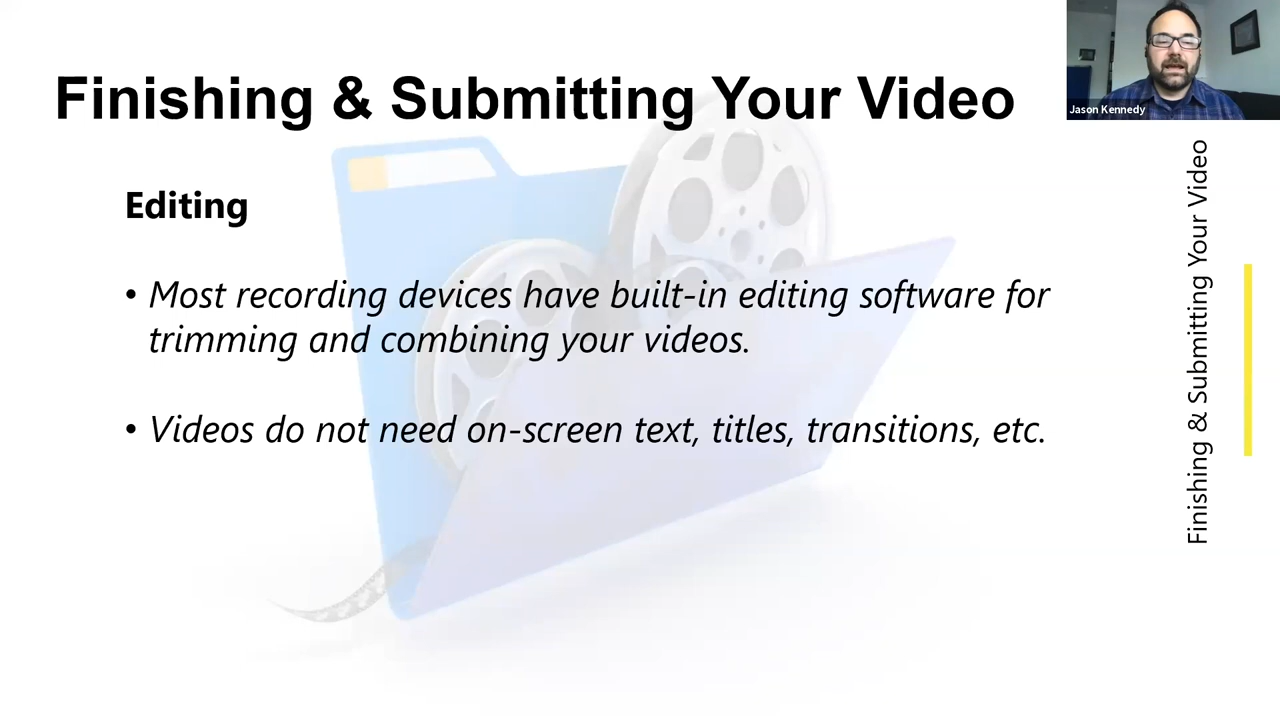 Finishing & Submitting Your Video
Jason Kennedy
Editing
• Most recording devices have built-in editing software for
trimming and combining your videos.
• Videos do not need on-screen text, titles, transitions, etc.
Finishing & Submitting Your Video